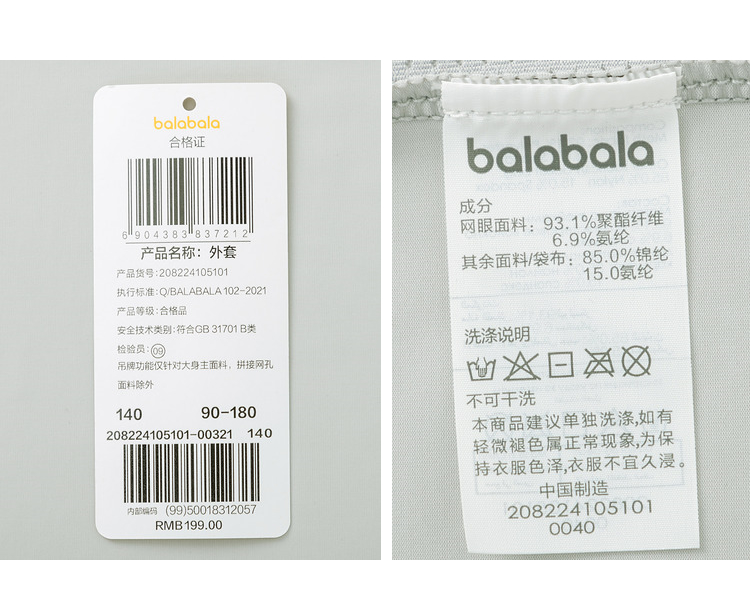 balabala
合格证
6 904383 837212
产品名称：外套
产品货号:208224105101
执行标准:Q/BALABALA 102-2021
产品等级:合格品
安全技术类别:符合GB 31701 B类
检验员:09
吊牌功能仅针对大身主面料，拼接网孔
面料除外
140 90-180
208224105101-00321 140
内部编码 (99)50018312057
RMB199.00
balabala
成分
网眼面料：93.1%聚酯纤维
6.9%氨纶
其余面料/袋布：85.0%锦纶
15.0氨纶
洗涤说明
不可干洗
本商品建议单独洗涤,如有
轻微褪色属正常现象,为保
持衣服色泽,衣服不宜久浸。
中国制造
208224105101
0040